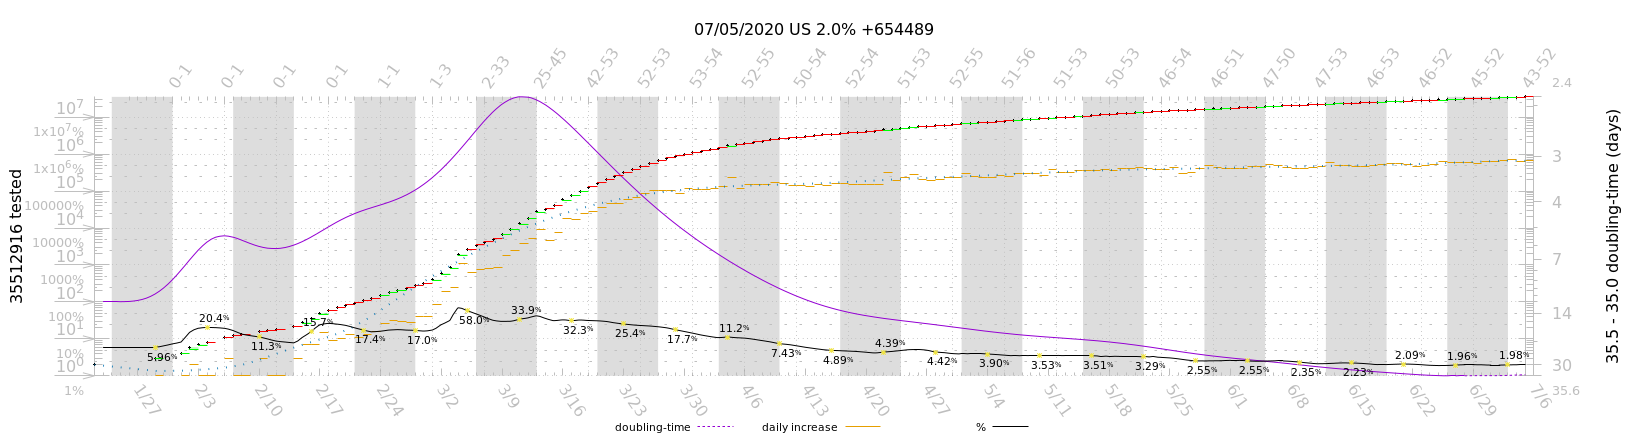 07/05/2020 US 2.0% +654489
0-1 0-1 0-1 0-1 1-1 1-3 2-33 25-45 42-53 52-53 53-54 52-55 50-54 52-54 51-53 52-55 51-56 51-53 50-53 46-54 46-51 47-50 47-53 46-53 46-52 45-52 43-52
35512916 tested
10⁷
1x10⁷%
10⁶
1x10⁶%
10⁵
100000%
10⁴
10000%
10³
1000%
10²
100%
10¹
10%
10⁰
1%
5.96% 20.4% 11.3% 15.7% 17.4% 17.0% 58.0% 33.9% 32.3% 25.4% 17.7% 11.2% 7.43% 4.89% 4.39% 4.42% 3.90% 3.53% 3.51% 3.29% 2.55% 2.55% 2.35% 2.23% 2.09% 1.96% 1.98%
2.4
3
4
7
14
30
35.6
35.5 - 35.0 doubling-time (days)
1/27 2/3 2/10 2/17 2/24 3/2 3/9 3/16 3/23 3/30 4/6 4/13 4/20 4/27 5/4 5/11 5/18 5/25 6/1 6/8 6/15 6/22 6/29 7/6
doubling-time daily increase %